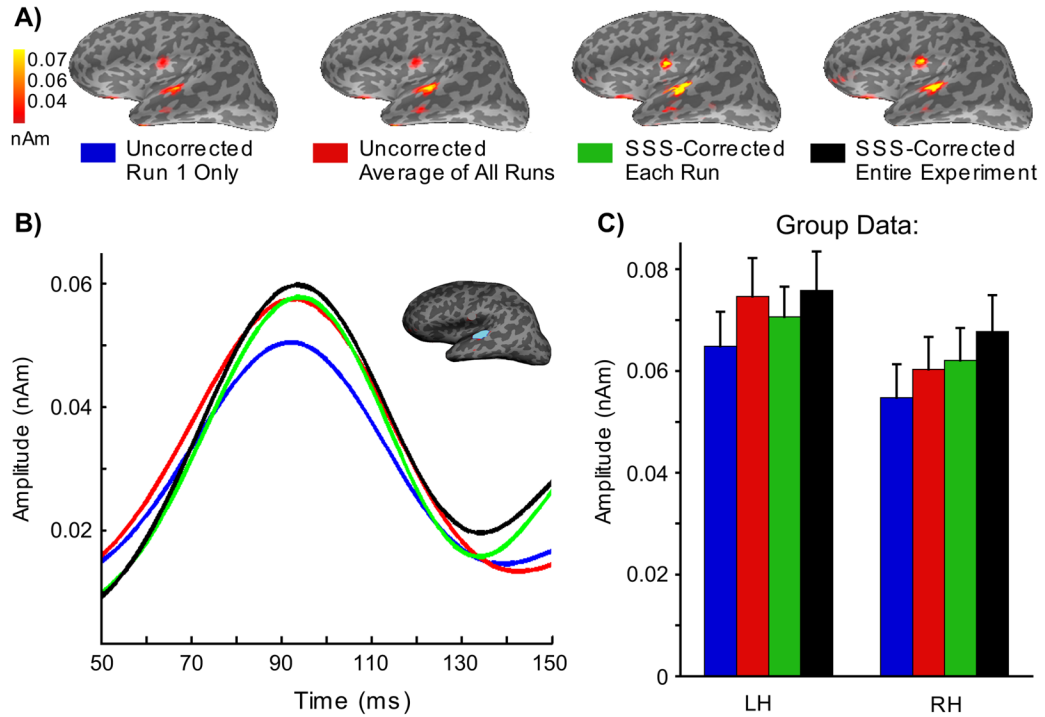 A)
0.07
0.06
0.04
nAm
Uncorrected
Run 1 Only
Uncorrected
Average of All Runs
SSS-Corrected
Each Run
SSS-Corrected
Entire Experiment
B)
0.06
0.04
0.02
Amplitude (nAm)
50
70
90
110
130
150
Time (ms)
C)
Group Data:
0.08
0.06
0.04
0.02
0
Amplitude (nAm)
LH
RH